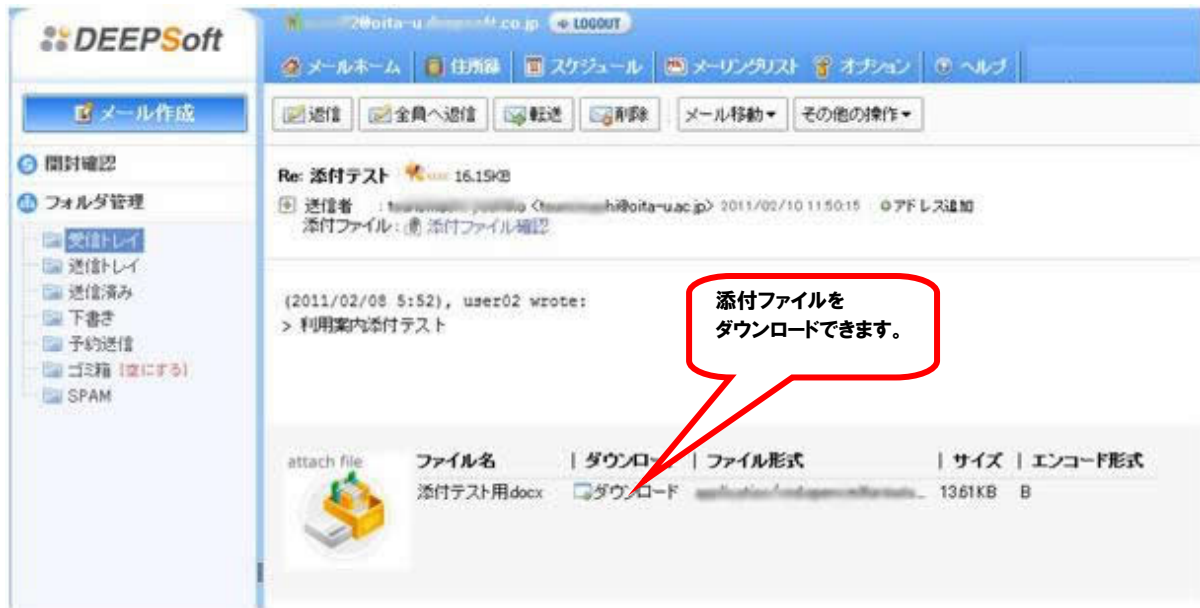 DEEPSoft
LOGOUT
メールホーム 住所録 スケジュール メーリングリスト オプション ヘルプ
メール作成
返信 全員へ返信 転送 削除 メール移動▼ その他の操作▼
開封確認
フォルダ管理
受信トレイ
送信トレイ
送信済み
下書き
予約送信
ゴミ箱 [空にする]
SPAM
Re: 添付テスト 16.15KB
送信者 : hi@oita-u.ac.jp> 2011/02/10 11:50:15 アドレス追加
添付ファイル : 添付ファイル確認
(2011/02/08 5:52), user02 wrote:
> 利用案内添付テスト
添付ファイルを
ダウンロードできます。
attach file
ファイル名 | ダウンロード | ファイル形式 | サイズ | エンコード形式
添付テスト用.docx ダウンロード 13.61KB B